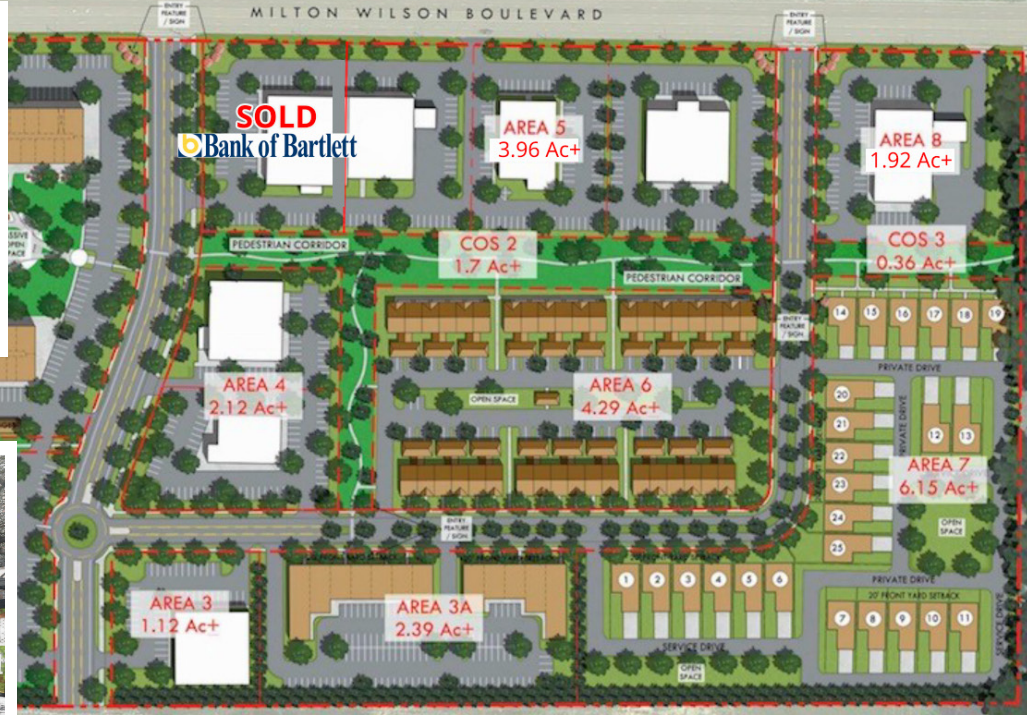 MILTON WILSON BOULEVARD
ENTRY
FEATURE
/ SIGN
ENTRY
FEATURE
/ SIGN
SOLD
Bank of Bartlett
AREA 5
3.96 Ac+
AREA 8
1.92 Ac+
OPEN
SPACE
PEDESTRIAN CORRIDOR
COS 2
1.7 Ac+
PEDESTRIAN CORRIDOR
COS 3
0.36 Ac+
ENTRY
FEATURE
/ SIGN
14
15
16
17
18
19
PRIVATE DRIVE
AREA 4
2.12 Ac+
OPEN SPACE
AREA 6
4.29 Ac+
20
21
22
23
24
25
PRIVATE DRIVE
12
13
AREA 7
6.15 Ac+
OPEN
SPACE
ENTRY
FEATURE
/ SIGN
AREA 3
1.12 Ac+
AREA 3A
2.39 Ac+
1
2
3
4
5
6
PRIVATE DRIVE
20' FRONT YARD SETBACK
7
8
9
10
11
SERVICE DRIVE
SERVICE DRIVE
OPEN
SPACE